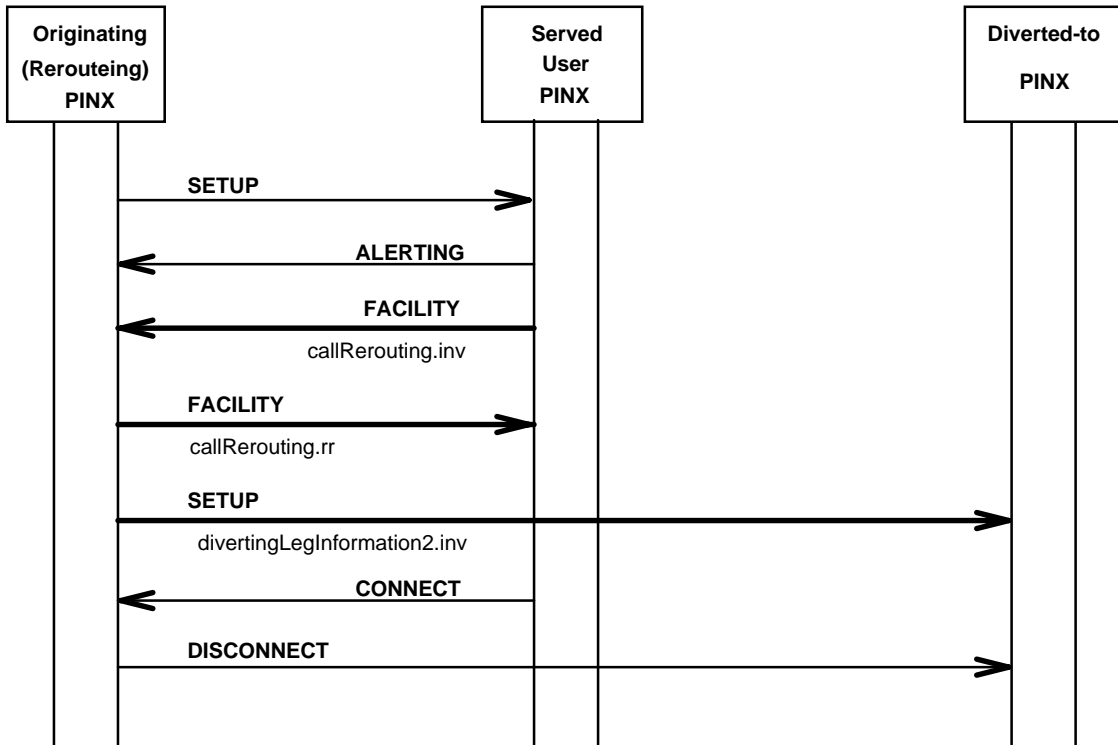 Originating
(Rerouteing)
PINX
Served
User
PINX
Diverted-to
PINX
SETUP
ALERTING
FACILITY
callRerouting.inv
FACILITY
callRerouting.rr
SETUP
divertingLegInformation2.inv
CONNECT
DISCONNECT